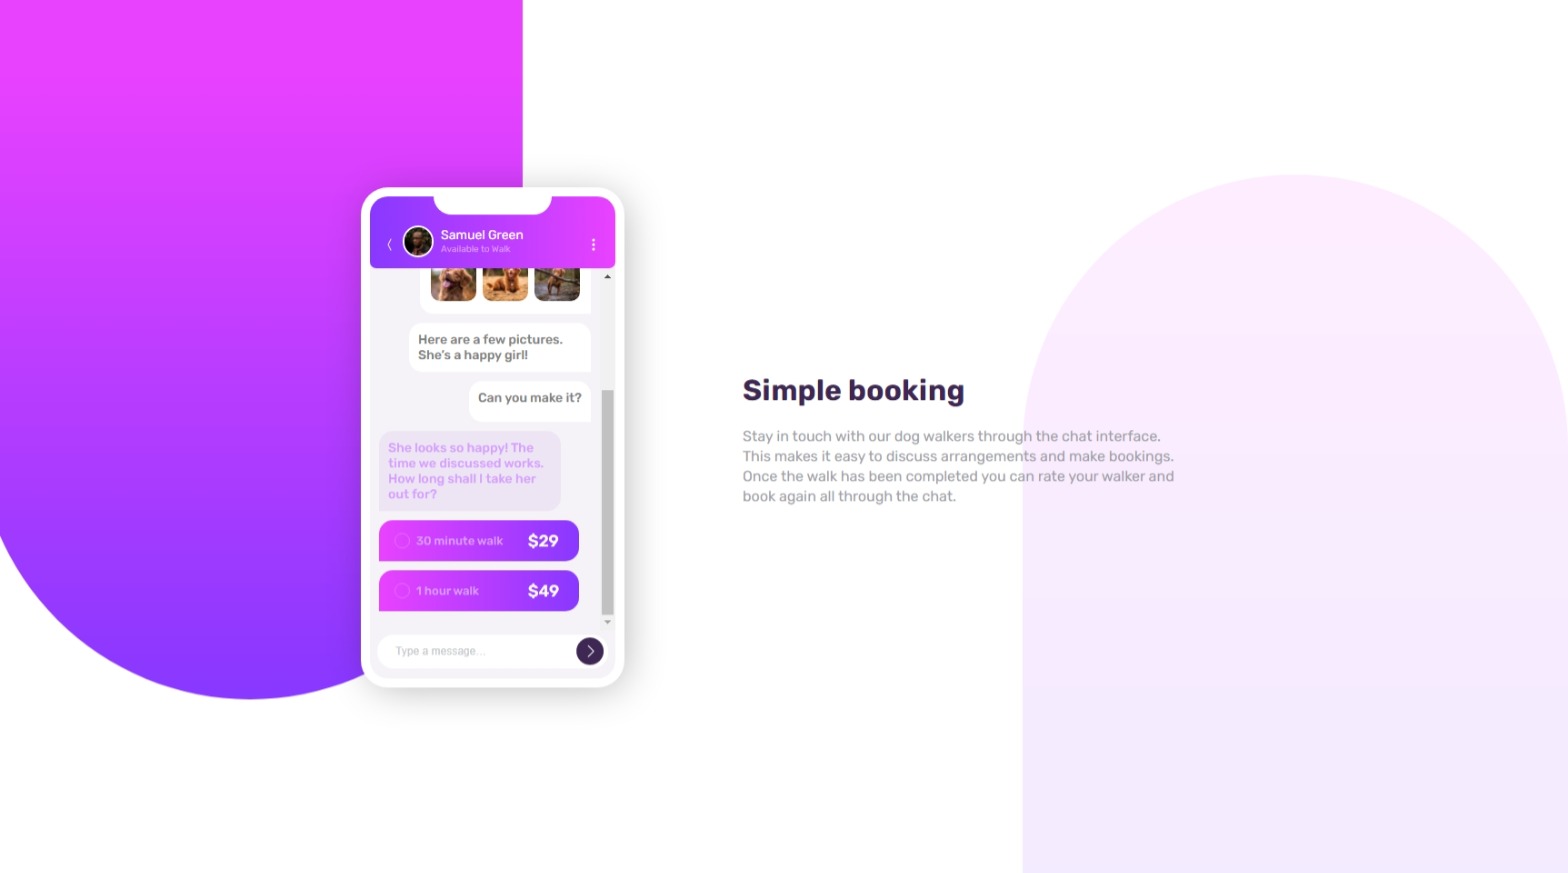 Samuel Green
Available to Walk
Here are a few pictures.
She's a happy girl!
Can you make it?
She looks so happy! The
time we discussed works.
How long shall I take her
out for?
30 minute walk $29
1 hour walk $49
Type a message...
Simple booking
Stay in touch with our dog walkers through the chat interface.
This makes it easy to discuss arrangements and make bookings.
Once the walk has been completed you can rate your walker and
book again all through the chat.